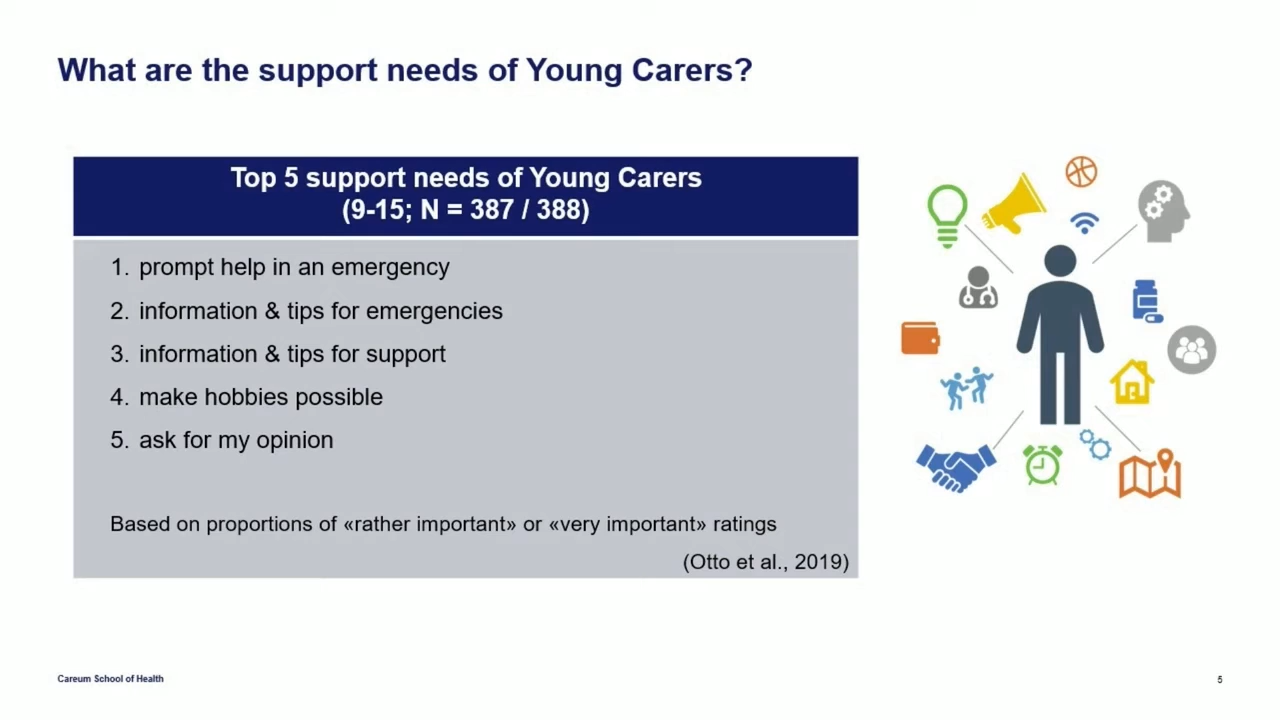 What are the support needs of Young Carers?
Top 5 support needs of Young Carers
(9-15; N = 387 / 388)
1. prompt help in an emergency
2. information & tips for emergencies
3. information & tips for support
4. make hobbies possible
5. ask for my opinion
Based on proportions of «rather important» or «very important» ratings
(Otto et al., 2019)
Careum School of Health
5